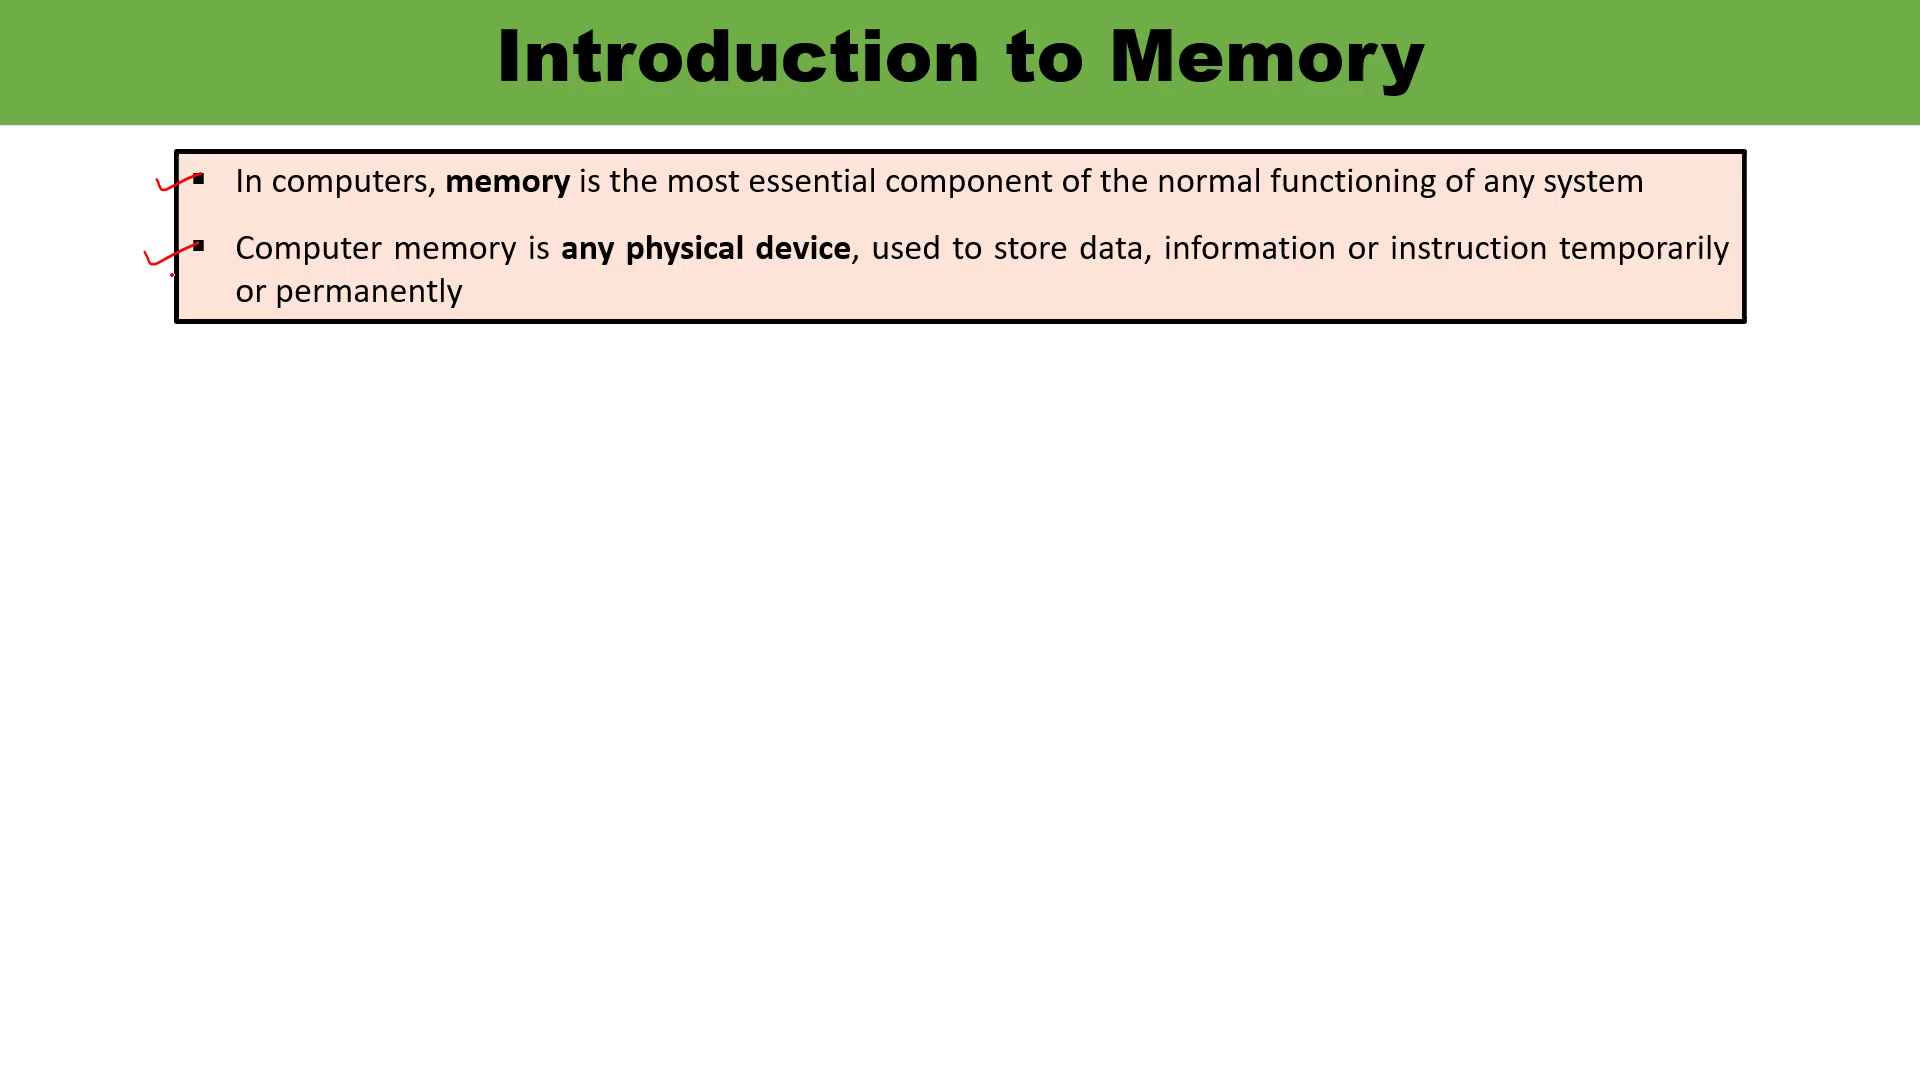 Introduction to Memory
▪ In computers, memory is the most essential component of the normal functioning of any system
▪ Computer memory is any physical device, used to store data, information or instruction temporarily
or permanently